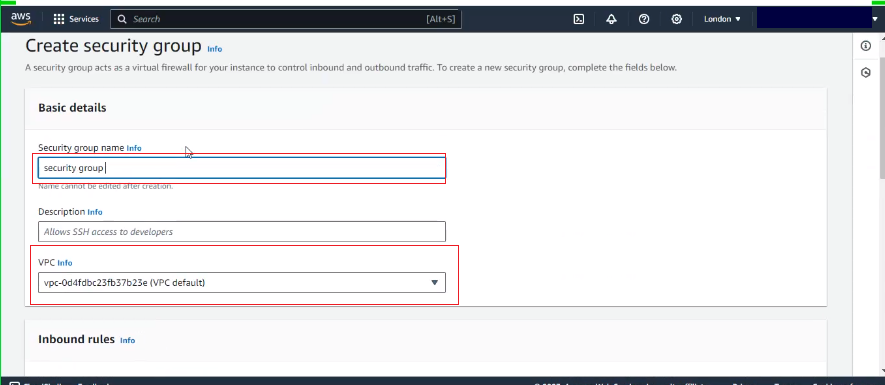 aws Services Search [Alt+S] London
Create security group Info
A security group acts as a virtual firewall for your instance to control inbound and outbound traffic. To create a new security group, complete the fields below.
Basic details
Security group name Info
security group
Name cannot be edited after creation.
Description Info
Allows SSH access to developers
VPC Info
vpc-0d4fdbc23fb37b23e (VPC default)
Inbound rules Info